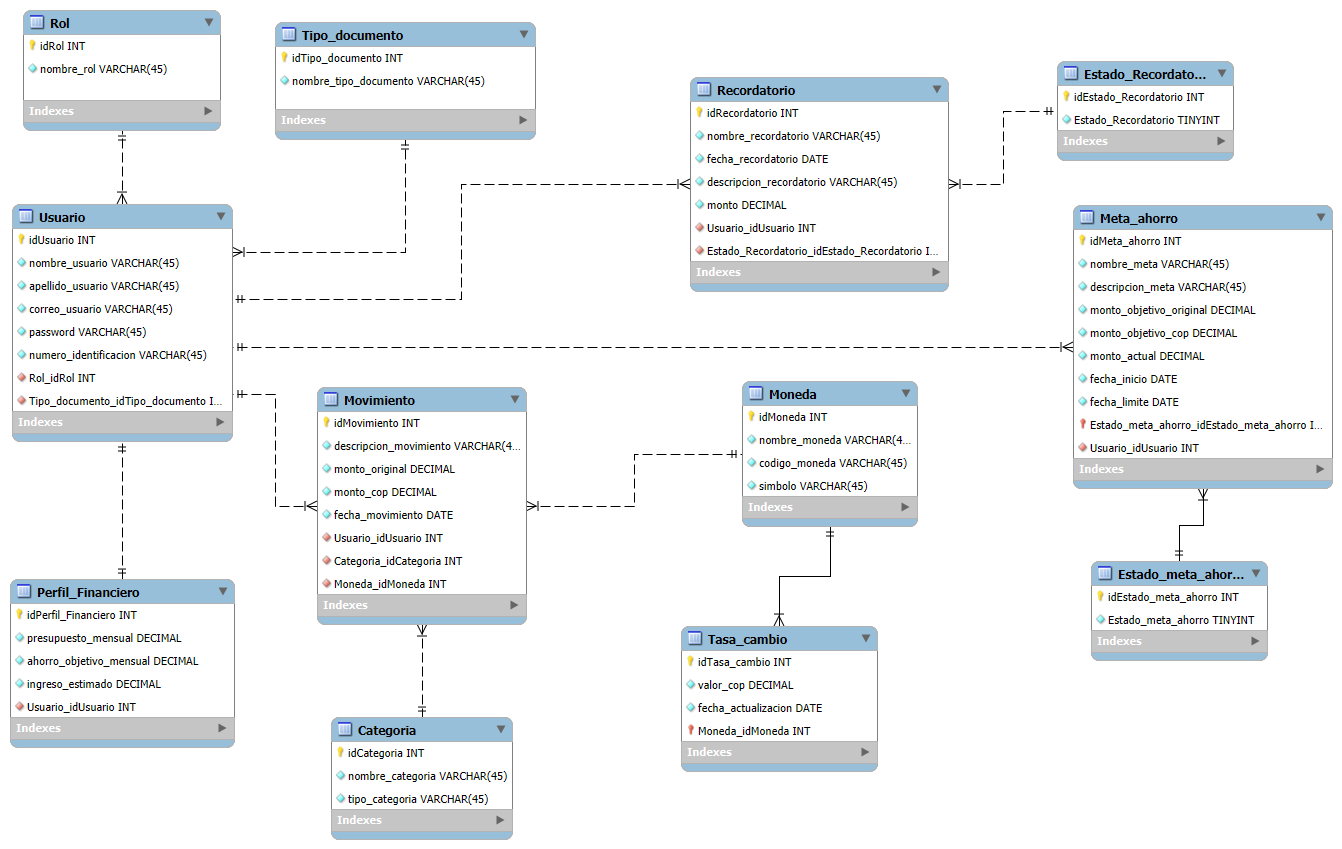 Rol
idRol INT
nombre_rol VARCHAR(45)
Indexes
Tipo_documento
idTipo_documento INT
nombre_tipo_documento VARCHAR(45)
Indexes
Recordatorio
idRecordatorio INT
nombre_recordatorio VARCHAR(45)
fecha_recordatorio DATE
descripcion_recordatorio VARCHAR(45)
monto DECIMAL
Usuario_idUsuario INT
Estado_Recordatorio_idEstado_Recordatorio I...
Indexes
Estado_Recordato...
idEstado_Recordatorio INT
Estado_Recordatorio TINYINT
Indexes
Usuario
idUsuario INT
nombre_usuario VARCHAR(45)
apellido_usuario VARCHAR(45)
correo_usuario VARCHAR(45)
password VARCHAR(45)
numero_identificacion VARCHAR(45)
Rol_idRol INT
Tipo_documento_idTipo_documento I...
Indexes
Meta_ahorro
idMeta_ahorro INT
nombre_meta VARCHAR(45)
descripcion_meta VARCHAR(45)
monto_objetivo_original DECIMAL
monto_objetivo_cop DECIMAL
monto_actual DECIMAL
fecha_inicio DATE
fecha_limite DATE
Estado_meta_ahorro_idEstado_meta_ahorro I...
Usuario_idUsuario INT
Indexes
Movimiento
idMovimiento INT
descripcion_movimiento VARCHAR(4...
monto_original DECIMAL
monto_cop DECIMAL
fecha_movimiento DATE
Usuario_idUsuario INT
Categoria_idCategoria INT
Moneda_idMoneda INT
Indexes
Moneda
idMoneda INT
nombre_moneda VARCHAR(4...
codigo_moneda VARCHAR(45)
simbolo VARCHAR(45)
Indexes
Perfil_Financiero
idPerfil_Financiero INT
presupuesto_mensual DECIMAL
ahorro_objetivo_mensual DECIMAL
ingreso_estimado DECIMAL
Usuario_idUsuario INT
Indexes
Estado_meta_ahor...
idEstado_meta_ahorro INT
Estado_meta_ahorro TINYINT
Indexes
Tasa_cambio
idTasa_cambio INT
valor_cop DECIMAL
fecha_actualizacion DATE
Moneda_idMoneda INT
Indexes
Categoria
idCategoria INT
nombre_categoria VARCHAR(45)
tipo_categoria VARCHAR(45)
Indexes